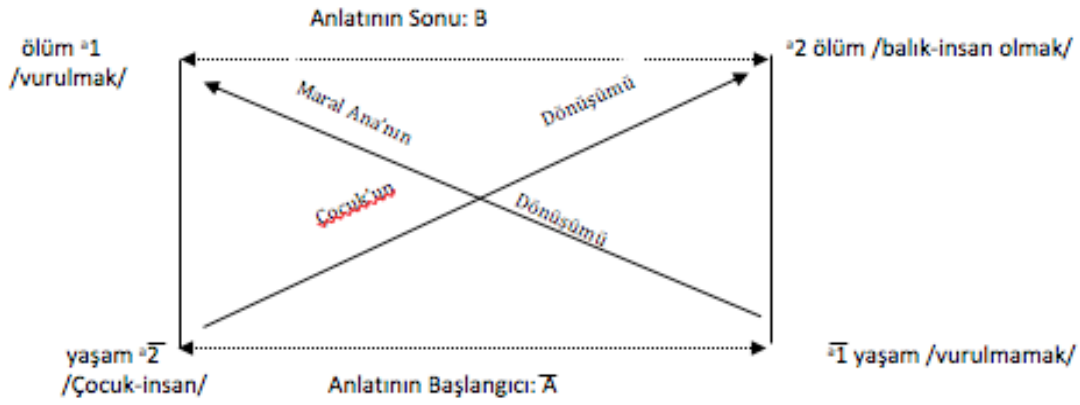 Anlatının Sonu: B
ölüm ᵃ1
/vurulmak/
ᵃ2 ölüm /balık-insan olmak/
Maral Ana'nın
Dönüşümü
Çocuk'un
Dönüşümü
yaşam ᵃ2̅
/Çocuk-insan/
ᵃ1̅ yaşam /vurulmamak/
Anlatının Başlangıcı: A̅